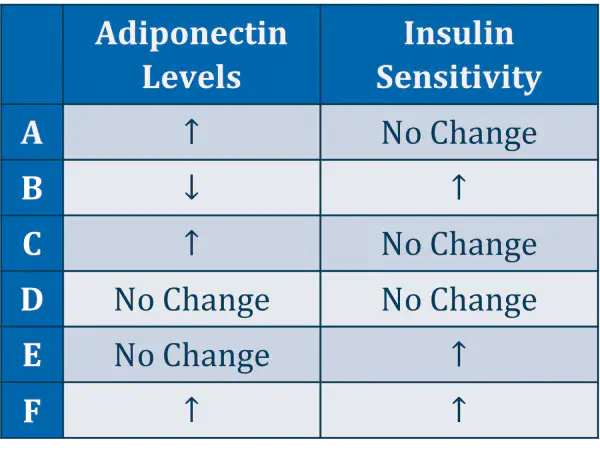 Adiponectin Levels Insulin Sensitivity
A ↑ No Change
B ↓ ↑
C ↑ No Change
D No Change No Change
E No Change ↑
F ↑ ↑